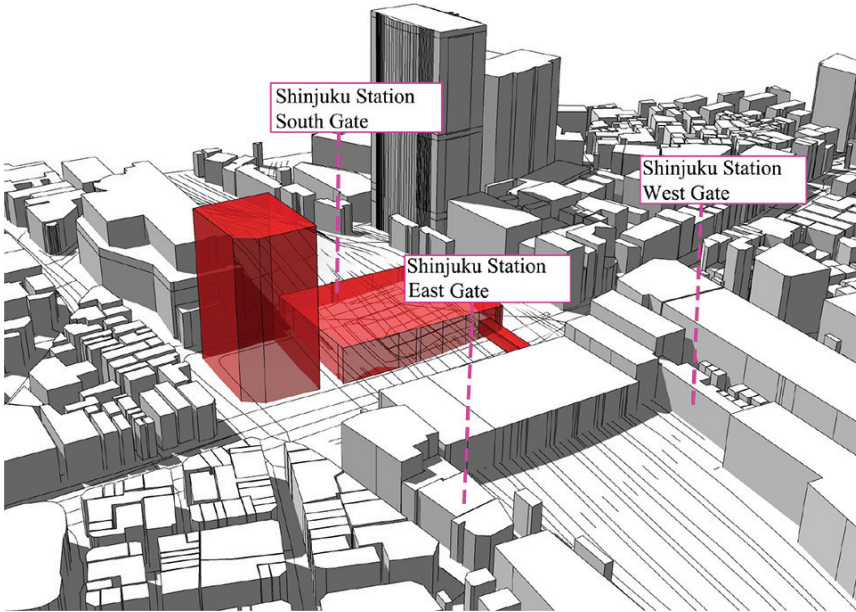 Shinjuku Station
South Gate
Shinjuku Station
West Gate
Shinjuku Station
East Gate